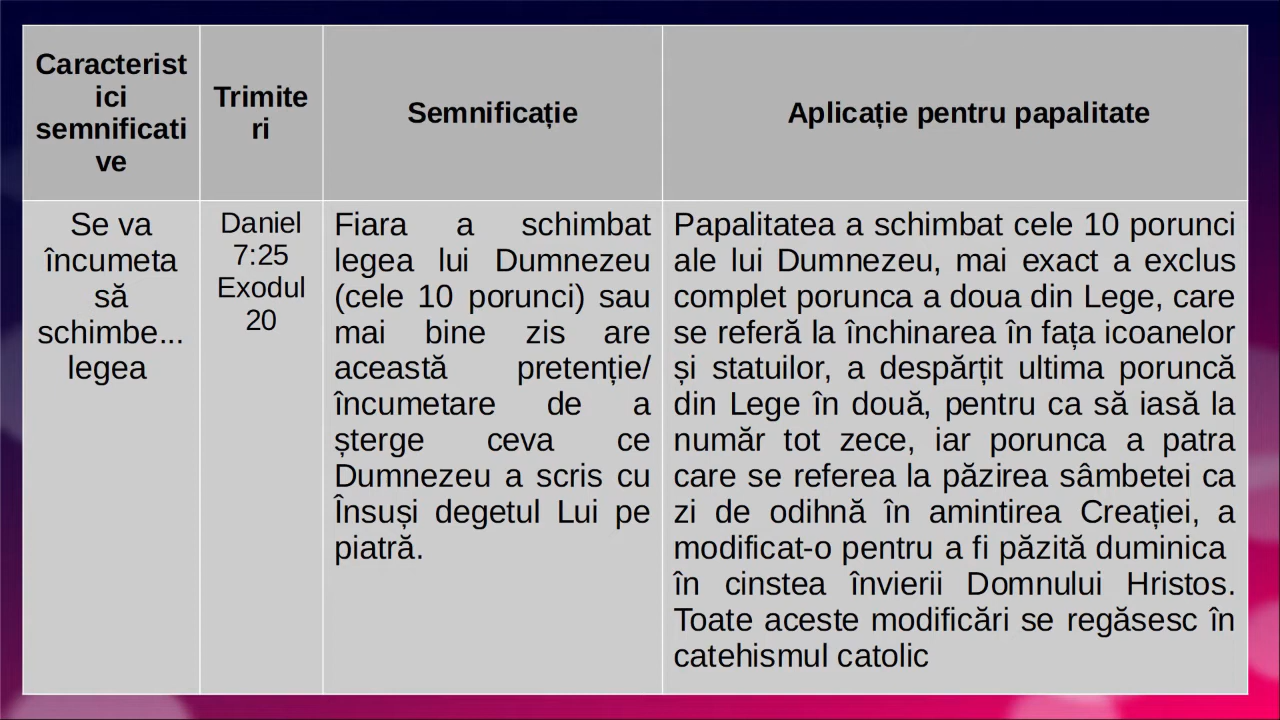 Caracterist
ici
semnificati
ve
Trimite
ri
Semnificație
Aplicație pentru papalitate
Se va
încumeta
să
schimbe...
legea
Daniel
7:25
Exodul
20
Fiara a schimbat
legea lui Dumnezeu
(cele 10 porunci) sau
mai bine zis are
această pretenție/
încumetare de a
șterge ceva ce
Dumnezeu a scris cu
Însuși degetul Lui pe
piatră.
Papalitatea a schimbat cele 10 porunci
ale lui Dumnezeu, mai exact a exclus
complet porunca a doua din Lege, care
se referă la închinarea în fața icoanelor
și statuilor, a despărțit ultima poruncă
din Lege în două, pentru ca să iasă la
număr tot zece, iar porunca a patra
care se referea la păzirea sâmbetei ca
zi de odihnă în amintirea Creației, a
modificat-o pentru a fi păzită duminica
în cinstea învierii Domnului Hristos.
Toate aceste modificări se regăsesc în
catehismul catolic